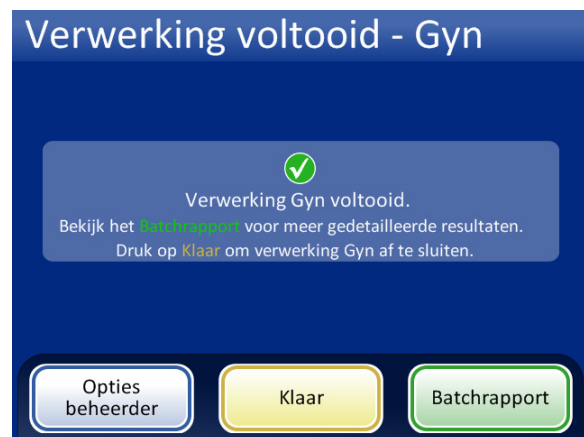 Verwerking voltooid - Gyn
Verwerking Gyn voltooid.
Bekijk het Batchrapport voor meer gedetailleerde resultaten.
Druk op Klaar om verwerking Gyn af te sluiten.
Opties
beheerder
Klaar
Batchrapport